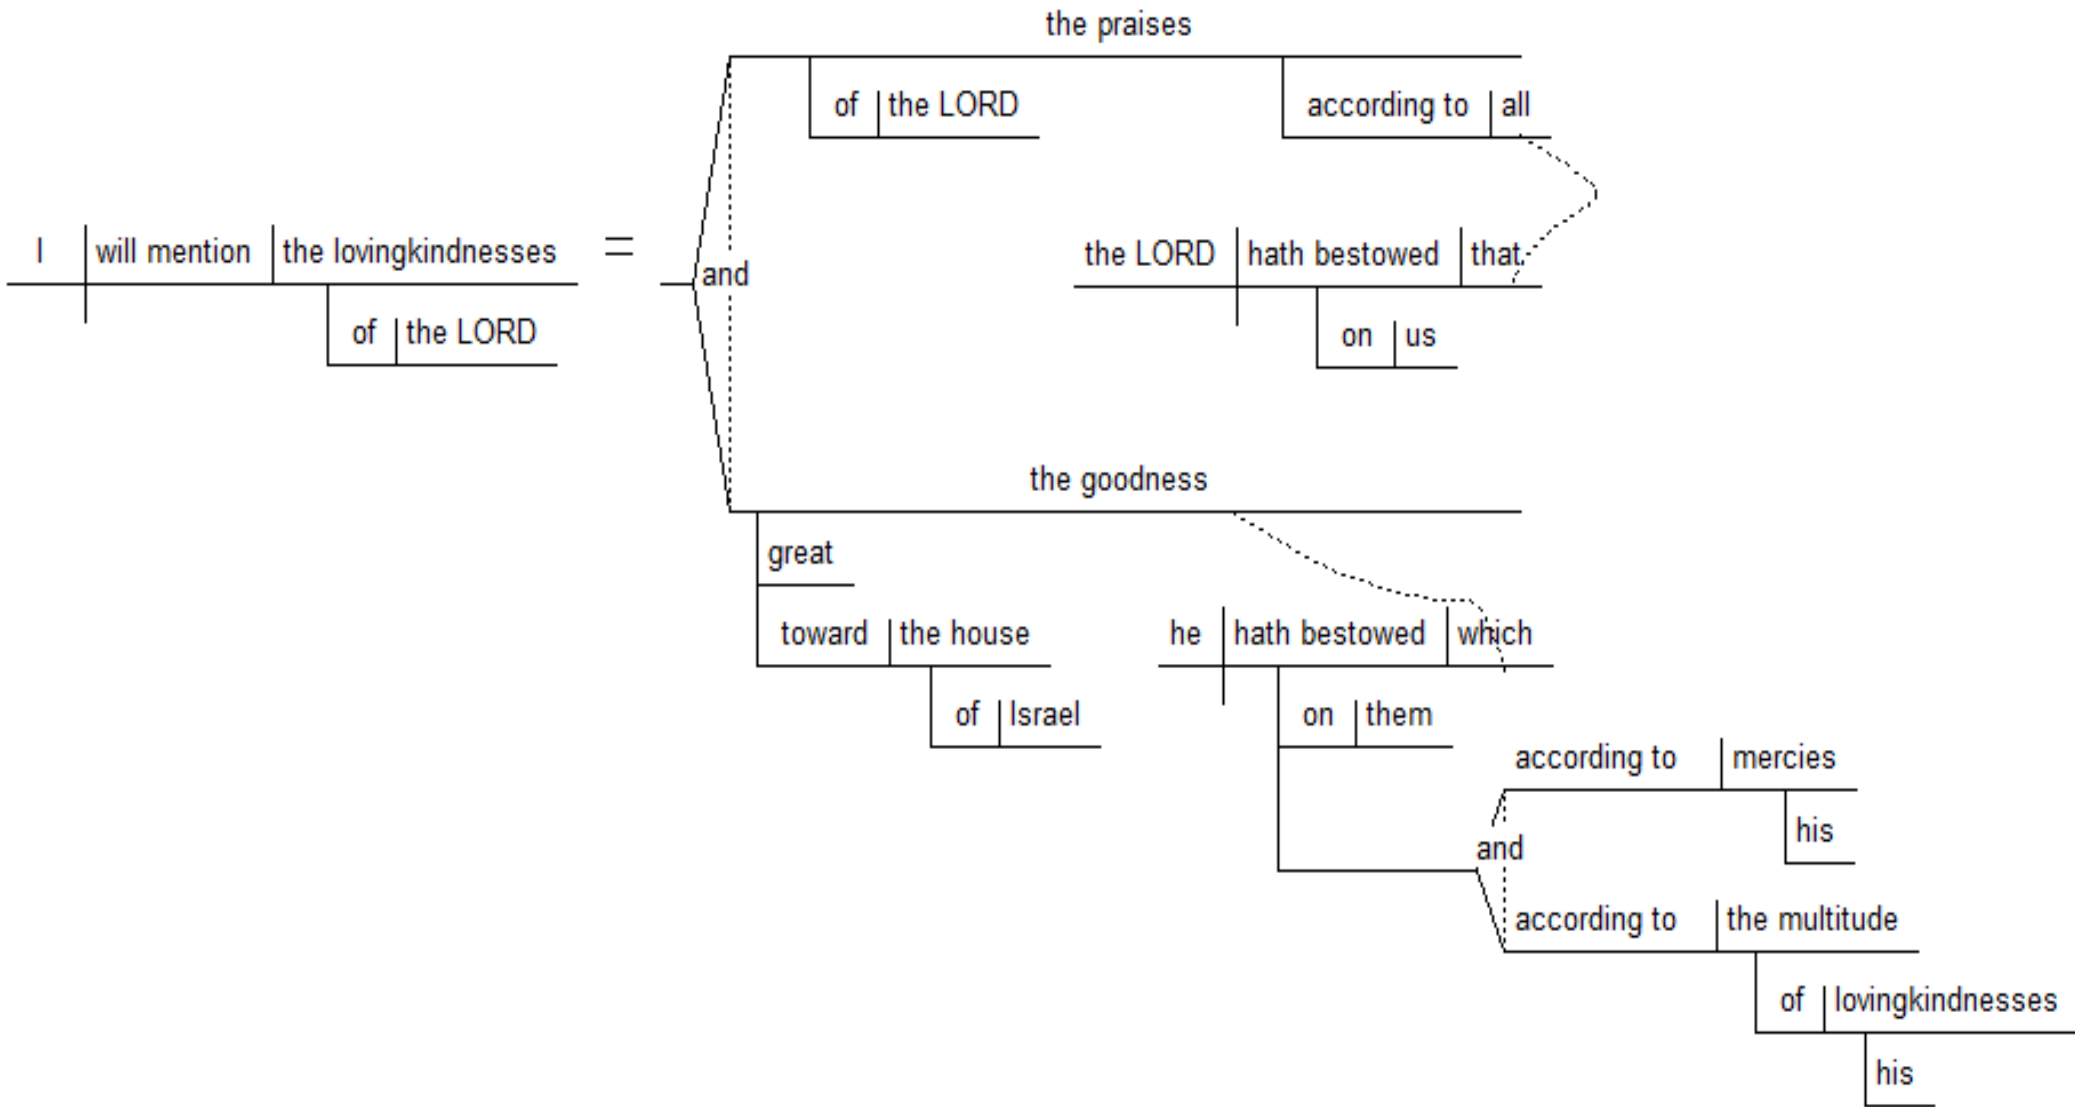 the praises
of the LORD according to all
I will mention the lovingkindnesses =
the LORD hath bestowed that
and
of the LORD
on us
the goodness
great
toward the house he hath bestowed which
of Israel on them
according to mercies
his
and
according to the multitude
of lovingkindnesses
his